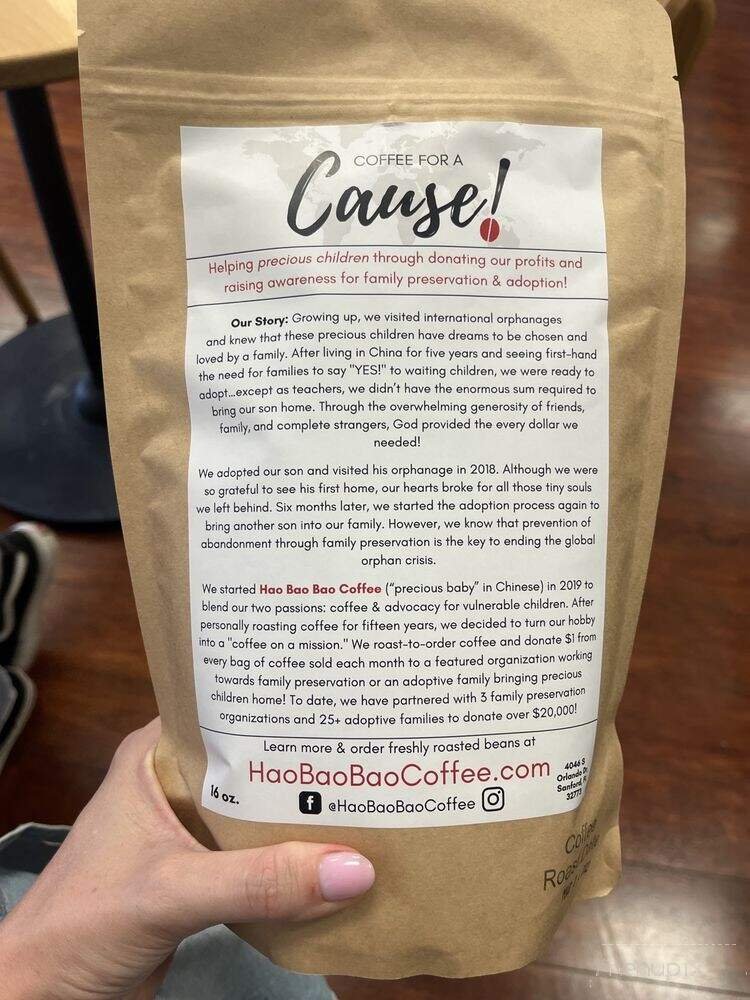 COFFEE FOR A
Cause!
Helping precious children through donating our profits and
raising awareness for family preservation & adoption!
Our Story: Growing up, we visited international orphanages
and knew that these precious children have dreams to be chosen and
loved by a family. After living in China for five years and seeing first-hand
the need for families to say "YES!" to waiting children, we were ready to
adopt...except as teachers, we didn't have the enormous sum required to
bring our son home. Through the overwhelming generosity of friends,
family, and complete strangers, God provided the every dollar we
needed!
We adopted our son and visited his orphanage in 2018. Although we were
so grateful to see his first home, our hearts broke for all those tiny souls
we left behind. Six months later, we started the adoption process again to
bring another son into our family. However, we know that prevention of
abandonment through family preservation is the key to ending the global
orphan crisis.
We started Hao Bao Bao Coffee ("precious baby" in Chinese) in 2019 to
blend our two passions: coffee & advocacy for vulnerable children. After
personally roasting coffee for fifteen years, we decided to turn our hobby
into a "coffee on a mission." We roast-to-order coffee and donate $1 from
every bag of coffee sold each month to a featured organization working
towards family preservation or an adoptive family bringing precious
children home! To date, we have partnered with 3 family preservation
organizations and 25+ adoptive families to donate over $20,000!
Learn more & order freshly roasted beans at
HaoBaoBaoCoffee.com
@HaoBaoBaoCoffee
16 oz.
4046 S
Orlando Dr
Sanford, FL
32773